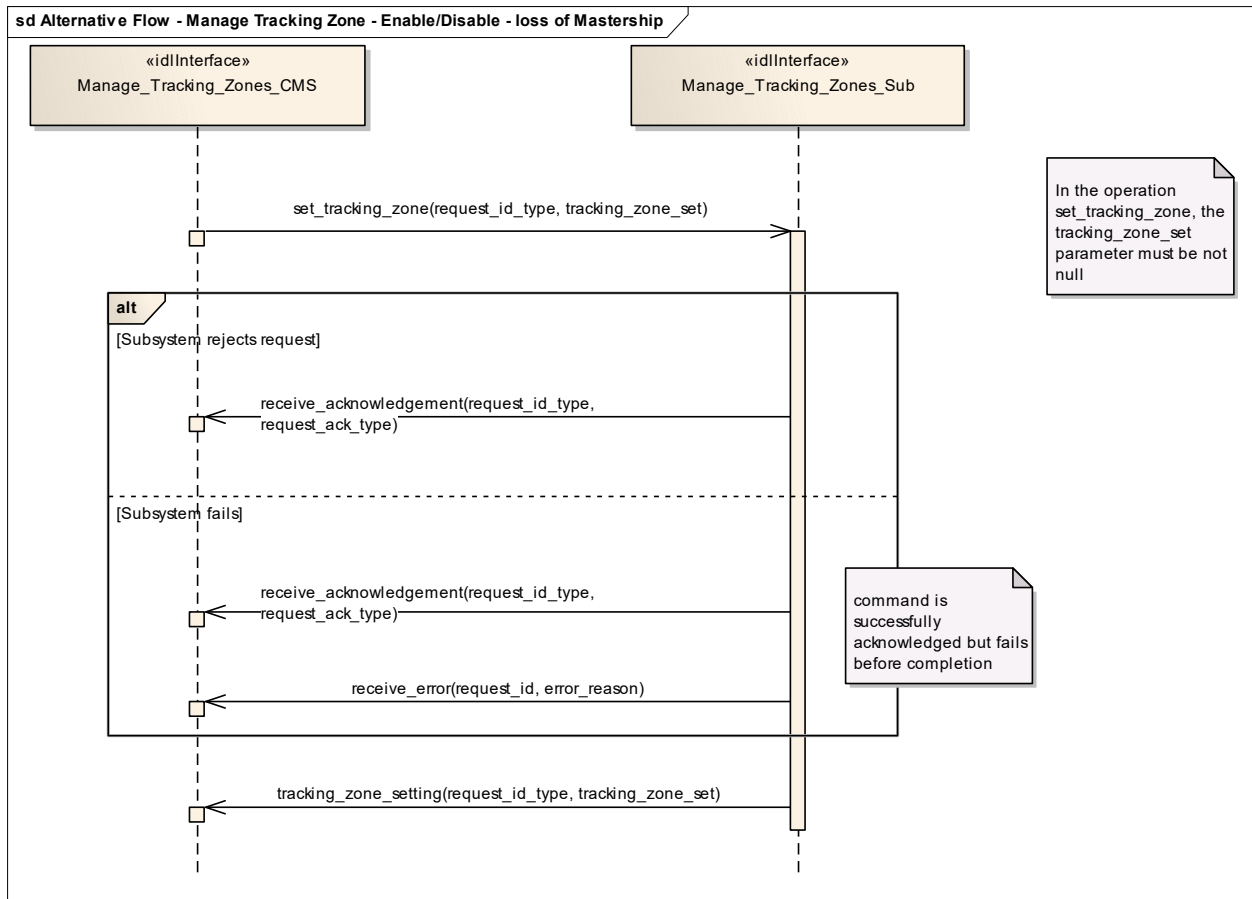 sd Alternative Flow - Manage Tracking Zone - Enable/Disable - loss of Mastership
«idlInterface»
Manage_Tracking_Zones_CMS
«idlInterface»
Manage_Tracking_Zones_Sub
In the operation
set_tracking_zone, the
tracking_zone_set
parameter must be not
null
set_tracking_zone(request_id_type, tracking_zone_set)
alt
[Subsystem rejects request]
receive_acknowledgement(request_id_type,
request_ack_type)
[Subsystem fails]
receive_acknowledgement(request_id_type,
request_ack_type)
command is
successfully
acknowledged but fails
before completion
receive_error(request_id, error_reason)
tracking_zone_setting(request_id_type, tracking_zone_set)